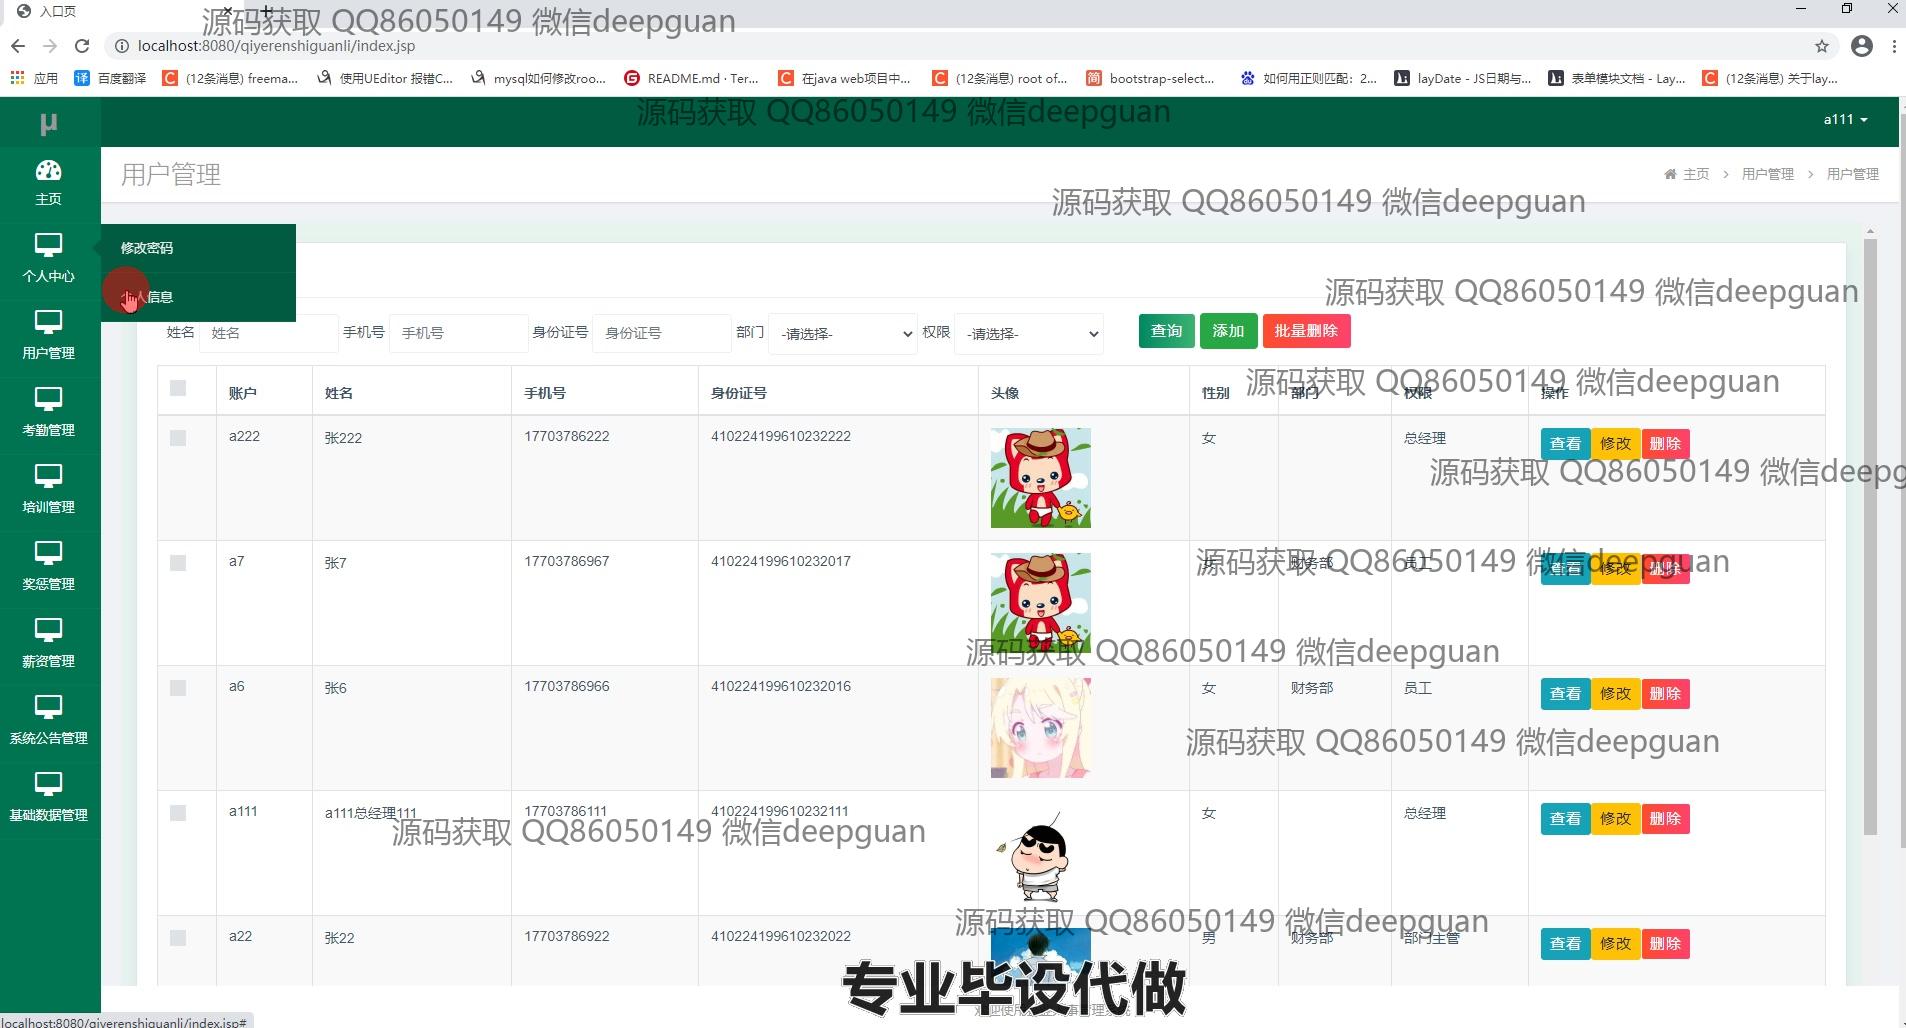 入口页
源码获取 QQ86050149 微信deepguan
localhost:8080/qiyerenshiguanli/index.jsp
应用 百度翻译 (12条消息) freema... 使用UEditor 报错C... mysql如何修改roo... README.md · Ter... 在java web项目中... (12条消息) root of... bootstrap-select... 如何用正则匹配：2... layDate - JS日期与... 表单模块文档 - Lay... (12条消息) 关于lay...
源码获取 QQ86050149 微信deepguan
μ
a111
用户管理
主页 > 用户管理 > 用户管理
主页
源码获取 QQ86050149 微信deepguan
修改密码
个人中心
人信息
源码获取 QQ86050149 微信deepguan
姓名 姓名 手机号 手机号 身份证号 身份证号 部门 -请选择- 权限 -请选择- 查询 添加 批量删除
用户管理
源码获取 QQ86050149 微信deepguan
账户 姓名 手机号 身份证号 头像 性别 部门 权限 操作
考勤管理
a222 张222 17703786222 410224199610232222 女 总经理 查看 修改 删除
源码获取 QQ86050149 微信deepg
培训管理
a7 张7 17703786967 410224199610232017 财务部 员工 查看 修改 删除
源码获取 QQ86050149 微信deepguan
奖惩管理
源码获取 QQ86050149 微信deepguan
薪资管理
a6 张6 17703786966 410224199610232016 女 财务部 员工 查看 修改 删除
系统公告管理
源码获取 QQ86050149 微信deepguan
a111 a111总经理111 17703786111 410224199610232111 女 总经理 查看 修改 删除
基础数据管理
源码获取 QQ86050149 微信deepguan
源码获取 QQ86050149 微信deepguan
a22 张22 17703786922 410224199610232022 男 财务部 部门主管 查看 修改 删除
专业毕设代做
localhost:8080/qiyerenshiguanli/index.jsp#